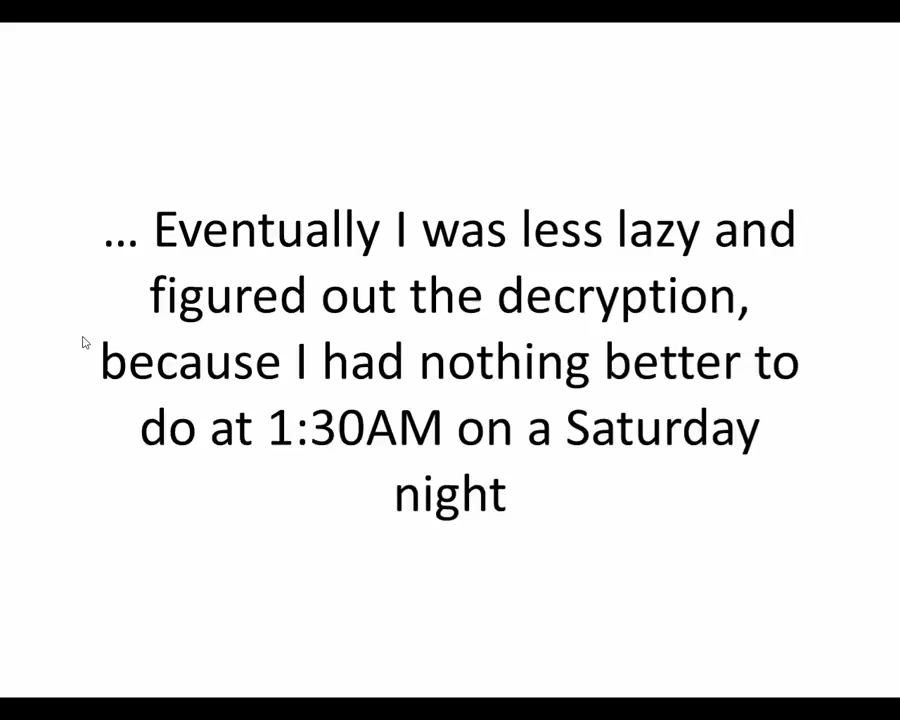 ... Eventually I was less lazy and
figured out the decryption,
because I had nothing better to
do at 1:30AM on a Saturday
night